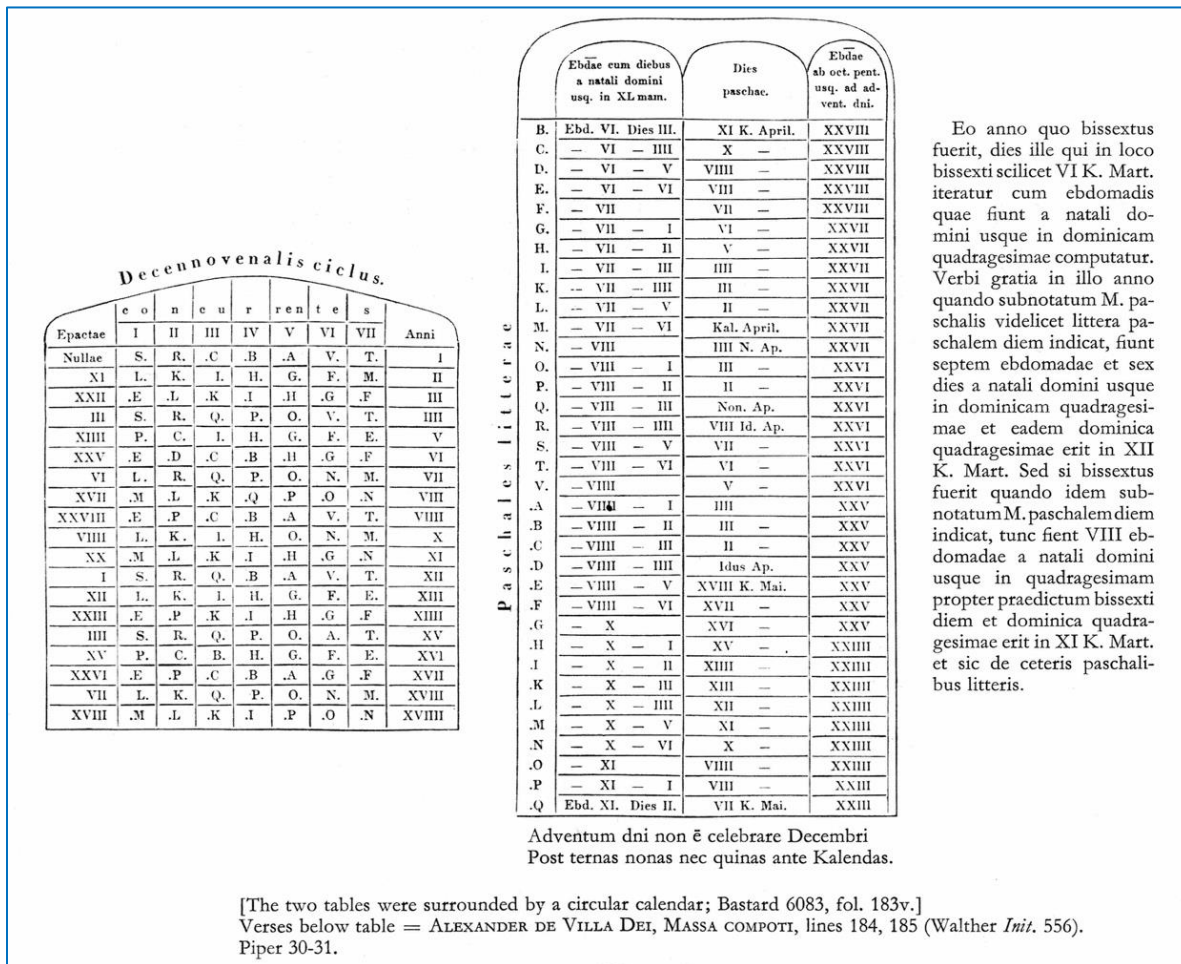 Decennovenalis ciclus.
co n cu r ren te s
Epactae I II III IV V VI VII Anni
Nullae S. R. .C .B .A V. T. I
XI L. K. I. H. G. F. M. II
XXII .E .L .K .I .H .G .F III
III S. R. Q. P. O. V. T. IIII
XIIII P. C. I. H. G. F. E. V
XXV .E .D .C .B .H .G .F VI
VI L. R. Q. P. O. N. M. VII
XVII .M .L .K .Q .P .O .N VIII
XXVIII .E .P .C .B .A V. T. VIIII
VIIII L. K. I. H. O. N. M. X
XX .M .L .K .I .H .G .N XI
I S. R. Q. .B .A V. T. XII
XII L. K. I. H. G. F. E. XIII
XXIII .E .P .K .I .H .G .F XIIII
IIII S. R. Q. P. O. A. T. XV
XV P. C. B. H. G. F. E. XVI
XXVI .E .P .C .B .A .G .F XVII
VII L. K. Q. P. O. N. M. XVIII
XVIII .M .L .K .I .P .O .N XVIIII
Paschales litterae
Ebd̄ae cum diebus
a natali domini
usq. in XL mam.
Dies
paschae.
Ebd̄ae
ab oct. pent.
usq. ad ad-
vent. dni.
B. Ebd. VI. Dies III. XI K. April. XXVIII
C. — VI — IIII X — XXVIII
D. — VI — V VIIII — XXVIII
E. — VI — VI VIII — XXVIII
F. — VII VII — XXVIII
G. — VII — I VI — XXVII
H. — VII — II V — XXVII
I. — VII — III IIII — XXVII
K. — VII — IIII III — XXVII
L. — VII — V II — XXVII
M. — VII — VI Kal. April. XXVII
N. — VIII IIII N. Ap. XXVII
O. — VIII — I III — XXVI
P. — VIII — II II — XXVI
Q. — VIII — III Non. Ap. XXVI
R. — VIII — IIII VIII Id. Ap. XXVI
S. — VIII — V VII — XXVI
T. — VIII — VI VI — XXVI
V. — VIIII V — XXVI
.A — VIIII — I IIII — XXV
.B — VIIII — II III — XXV
.C — VIIII — III II — XXV
.D — VIIII — IIII Idus Ap. XXV
.E — VIIII — V XVIII K. Mai. XXV
.F — VIIII — VI XVII — XXV
.G — X XVI — XXV
.H — X — I XV — XXIIII
.I — X — II XIIII — XXIIII
.K — X — III XIII — XXIIII
.L — X — IIII XII — XXIIII
.M — X — V XI — XXIIII
.N — X — VI X — XXIIII
.O — XI VIIII — XXIIII
.P — XI — I VIII — XXIII
.Q Ebd. XI. Dies II. VII K. Mai. XXIII
Adventum dni non ē celebrare Decembri
Post ternas nonas nec quinas ante Kalendas.
Eo anno quo bissextus
fuerit, dies ille qui in loco
bissexti scilicet VI K. Mart.
iteratur cum ebdomadis
quae fiunt a natali do-
mini usque in dominicam
quadragesimae computatur.
Verbi gratia in illo anno
quando subnotatum M. pa-
schalis videlicet littera pa-
schalem diem indicat, fiunt
septem ebdomadae et sex
dies a natali domini usque
in dominicam quadragesi-
mae et eadem dominica
quadragesimae erit in XII
K. Mart. Sed si bissextus
fuerit quando idem sub-
notatum M. paschalem diem
indicat, tunc fient VIII eb-
domadae a natali domini
usque in quadragesimam
propter praedictum bissexti
diem et dominica quadra-
gesimae erit in XI K. Mart.
et sic de ceteris paschali-
bus litteris.
[The two tables were surrounded by a circular calendar; Bastard 6083, fol. 183v.]
Verses below table = ALEXANDER DE VILLA DEI, MASSA COMPOTI, lines 184, 185 (Walther Init. 556).
Piper 30-31.